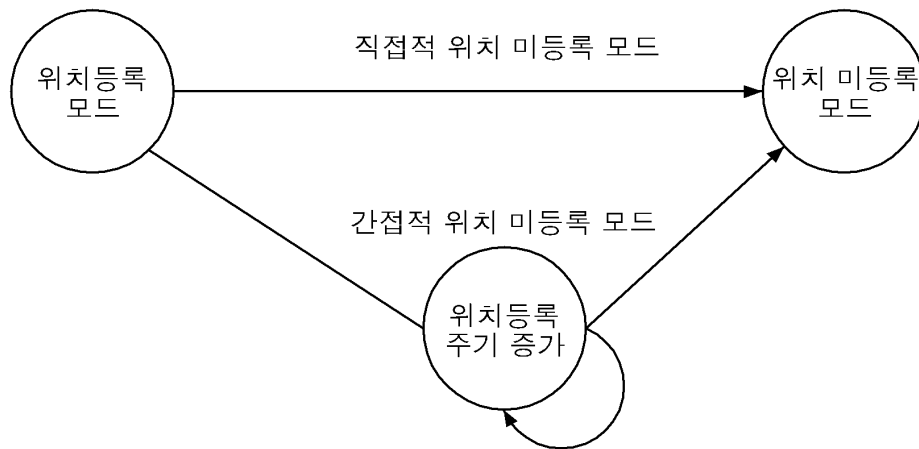 직접적 위치 미등록 모드
위치등록
모드
위치 미등록
모드
간접적 위치 미등록 모드
위치등록
주기 증가